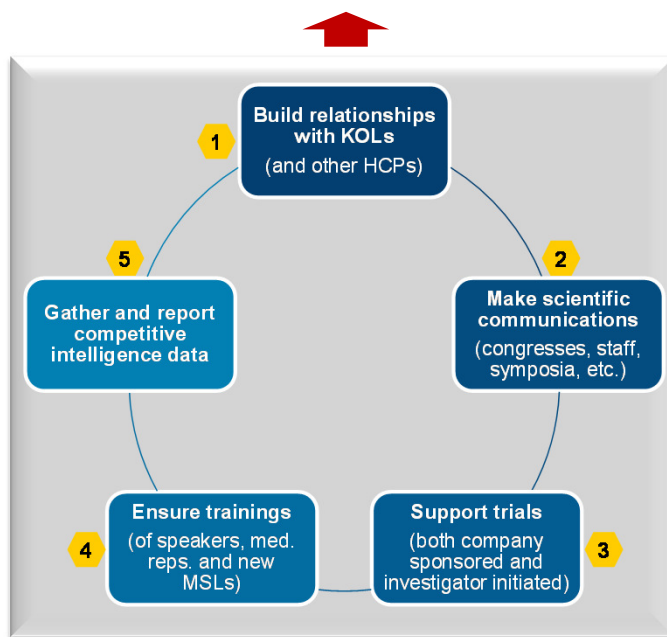 1
Build relationships
with KOLs
(and other HCPs)
2
Make scientific
communications
(congresses, staff,
symposia, etc.)
3
Support trials
(both company
sponsored and
investigator initiated)
4
Ensure trainings
(of speakers, med.
reps. and new
MSLs)
5
Gather and report
competitive
intelligence data